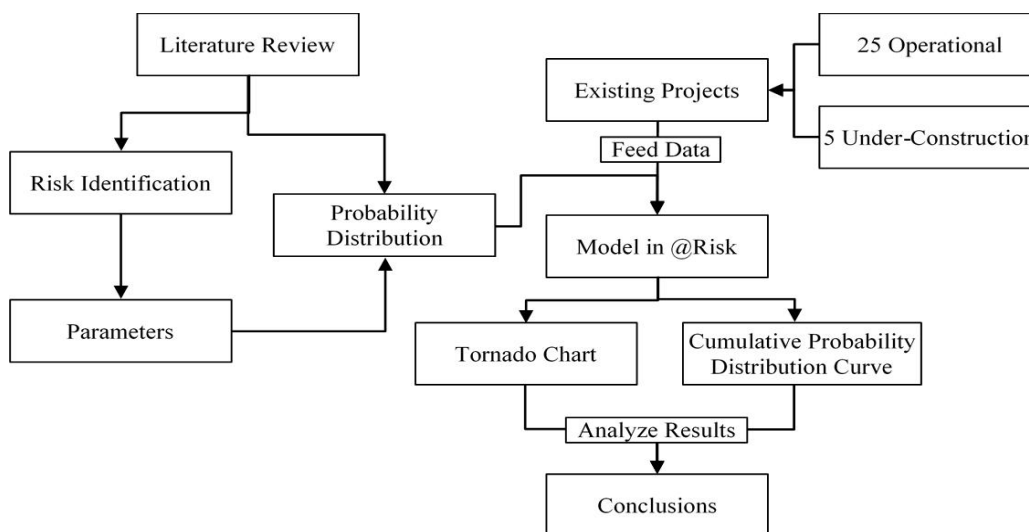 Literature Review
25 Operational
Existing Projects
5 Under-Construction
Feed Data
Risk Identification
Probability
Distribution
Model in @Risk
Parameters
Tornado Chart
Cumulative Probability
Distribution Curve
Analyze Results
Conclusions